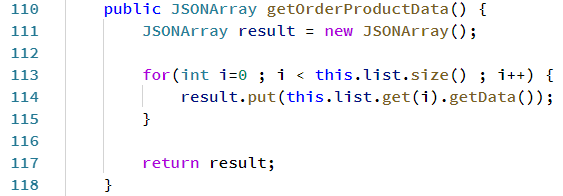 110 public JSONArray getOrderProductData() {
111 JSONArray result = new JSONArray();
112
113 for(int i=0 ; i < this.list.size() ; i++) {
114 result.put(this.list.get(i).getData());
115 }
116
117 return result;
118 }